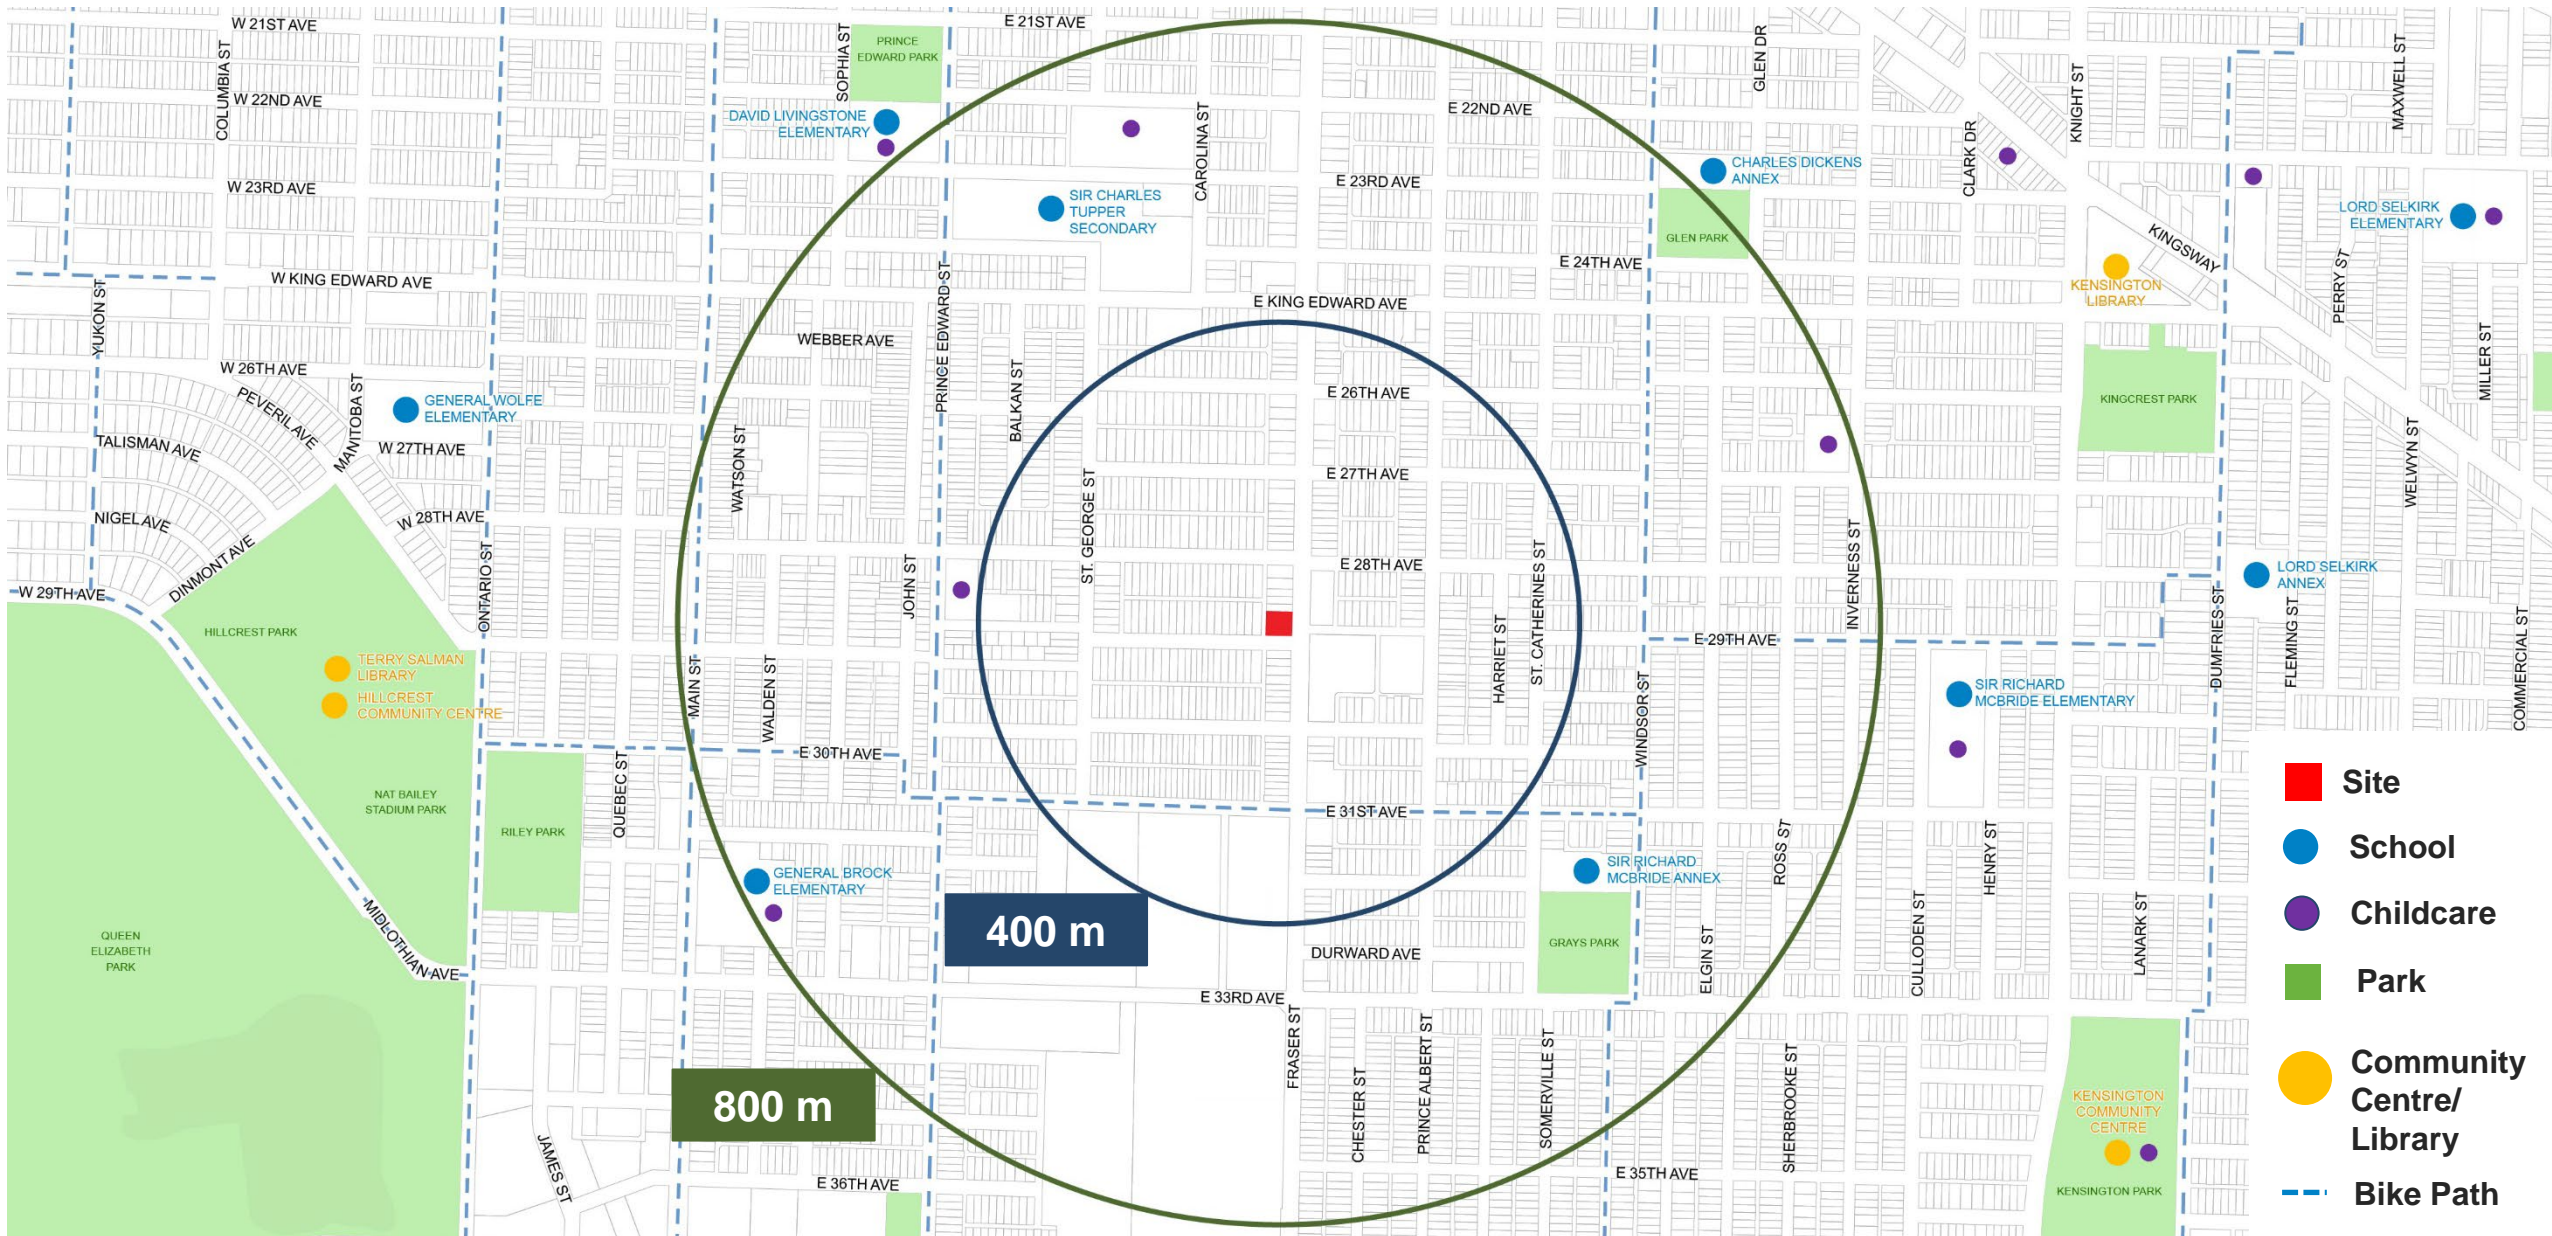 W 21ST AVE
E 21ST AVE
COLUMBIA ST
SOPHIA ST
PRINCE
EDWARD PARK
GLEN DR
KNIGHT ST
MAXWELL ST
W 22ND AVE
E 22ND AVE
DAVID LIVINGSTONE
ELEMENTARY
CAROLINA ST
CLARK DR
CHARLES DICKENS
ANNEX
W 23RD AVE
E 23RD AVE
SIR CHARLES
TUPPER
SECONDARY
LORD SELKIRK
ELEMENTARY
GLEN PARK
KINGSWAY
E 24TH AVE
W KING EDWARD AVE
E KING EDWARD AVE
KENSINGTON
LIBRARY
PERRY ST
YUKON ST
PRINCE EDWARD ST
WEBBER AVE
W 26TH AVE
E 26TH AVE
MILLER ST
BALKAN ST
PEVERIL AVE
MANITOBA ST
GENERAL WOLFE
ELEMENTARY
KINGCREST PARK
TALISMAN AVE
W 27TH AVE
E 27TH AVE
WATSON ST
WELWYN ST
NIGEL AVE
W 28TH AVE
ST. GEORGE ST
E 28TH AVE
DINMONT AVE
ONTARIO ST
JOHN ST
ST. CATHERINES ST
INVERNESS ST
LORD SELKIRK
ANNEX
W 29TH AVE
E 29TH AVE
HILLCREST PARK
HARRIET ST
DUMFRIES ST
FLEMING ST
COMMERCIAL ST
TERRY SALMAN
LIBRARY
HILLCREST
COMMUNITY CENTRE
MAIN ST
WALDEN ST
WINDSOR ST
SIR RICHARD
MCBRIDE ELEMENTARY
E 30TH AVE
QUEBEC ST
NAT BAILEY
STADIUM PARK
RILEY PARK
E 31ST AVE
GENERAL BROCK
ELEMENTARY
SIR RICHARD
MCBRIDE ANNEX
ROSS ST
HENRY ST
MIDLOTHIAN AVE
QUEEN
ELIZABETH
PARK
400 m
DURWARD AVE
GRAYS PARK
ELGIN ST
CULLODEN ST
LANARK ST
E 33RD AVE
FRASER ST
CHESTER ST
PRINCE ALBERT ST
SOMERVILLE ST
SHERBROOKE ST
800 m
JAMES ST
E 36TH AVE
E 35TH AVE
KENSINGTON
COMMUNITY
CENTRE
KENSINGTON PARK
Site
School
Childcare
Park
Community
Centre/
Library
Bike Path